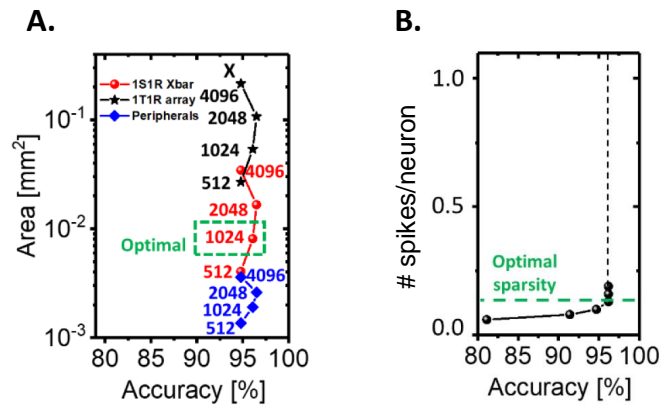 A.
B.
X
1S1R Xbar
1T1R array
Peripherals
4096
2048
1024
512
4096
2048
1024
512
4096
2048
1024
512
Optimal
Area [mm²]
10⁻¹
10⁻²
10⁻³
80 85 90 95 100
Accuracy [%]
# spikes/neuron
1.0
0.5
0.0
Optimal
sparsity
80 85 90 95 100
Accuracy [%]